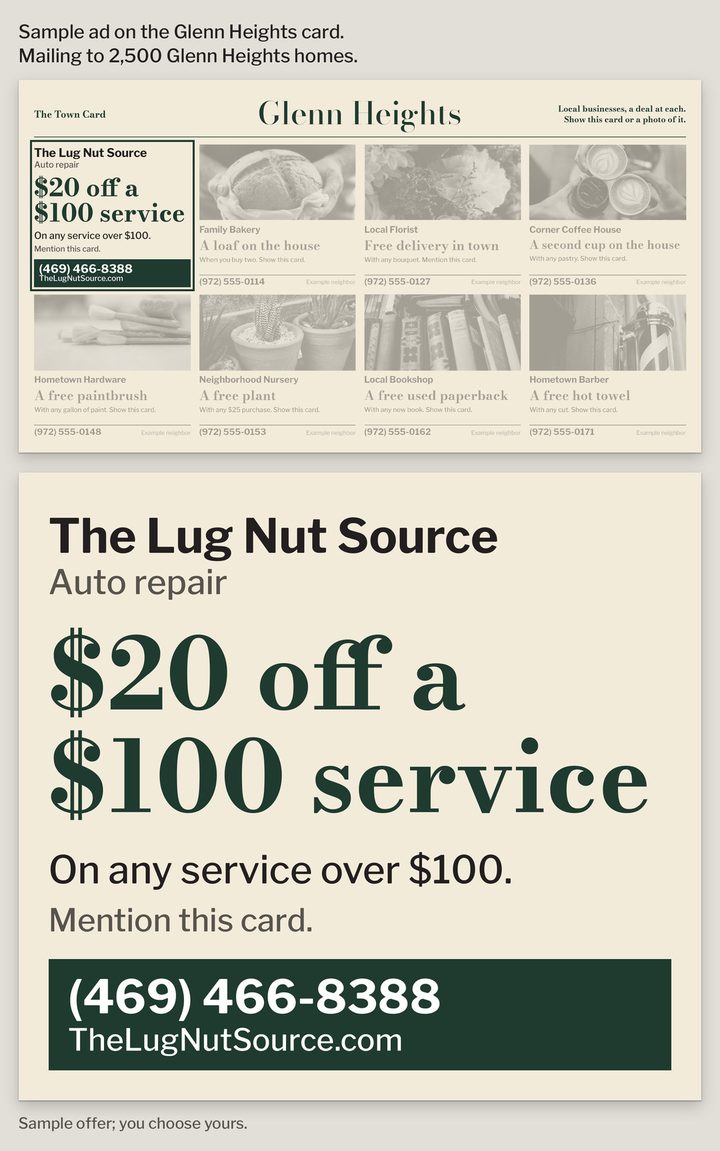 Sample ad on the Glenn Heights card.
Mailing to 2,500 Glenn Heights homes.
The Town Card
Glenn Heights
Local businesses, a deal at each.
Show this card or a photo of it.
The Lug Nut Source
Auto repair
$20 off a
$100 service
On any service over $100.
Mention this card.
(469) 466-8388
TheLugNutSource.com
Family Bakery
A loaf on the house
When you buy two. Show this card.
(972) 555-0114
Example neighbor
Local Florist
Free delivery in town
With any bouquet. Mention this card.
(972) 555-0127
Example neighbor
Corner Coffee House
A second cup on the house
With any pastry. Show this card.
(972) 555-0136
Example neighbor
Hometown Hardware
A free paintbrush
With any gallon of paint. Show this card.
(972) 555-0148
Example neighbor
Neighborhood Nursery
A free plant
With any $25 purchase. Show this card.
(972) 555-0153
Example neighbor
Local Bookshop
A free used paperback
With any new book. Show this card.
(972) 555-0162
Example neighbor
Hometown Barber
A free hot towel
With any cut. Show this card.
(972) 555-0171
Example neighbor
The Lug Nut Source
Auto repair
$20 off a
$100 service
On any service over $100.
Mention this card.
(469) 466-8388
TheLugNutSource.com
Sample offer; you choose yours.